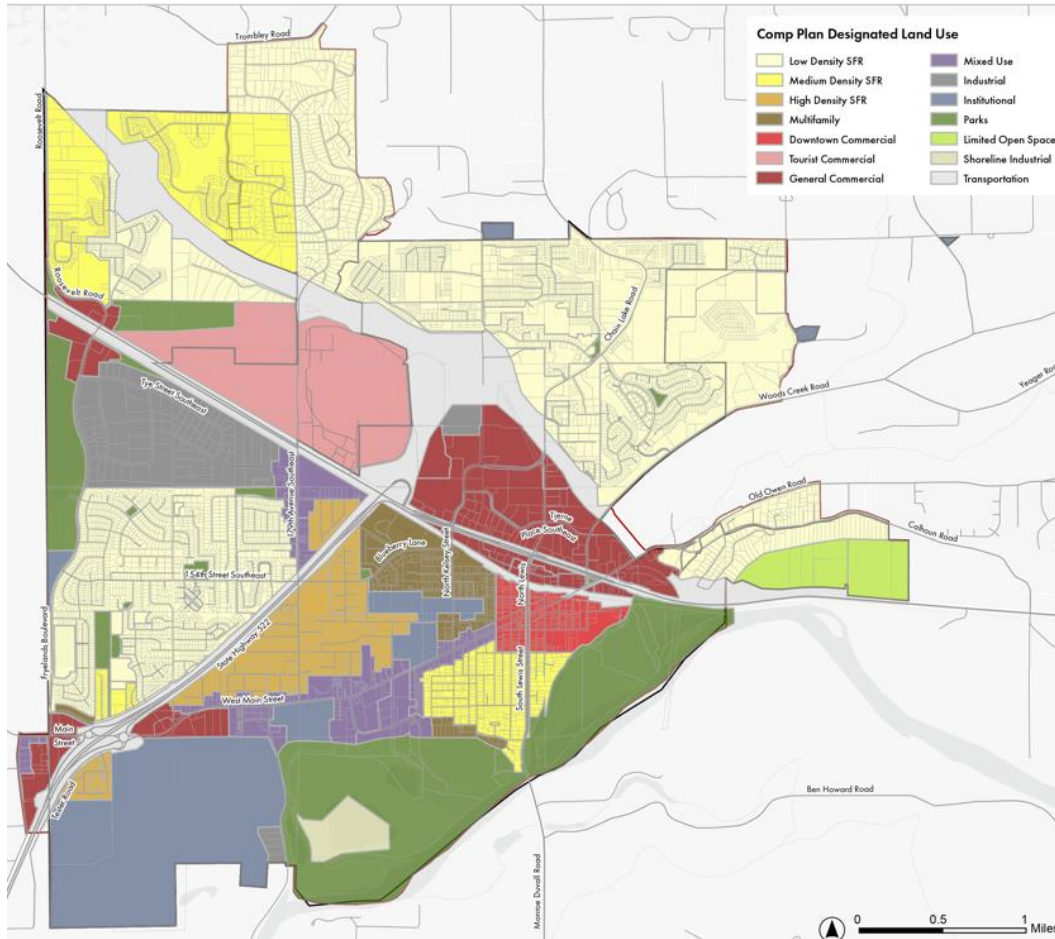 Comp Plan Designated Land Use
Low Density SFR
Medium Density SFR
High Density SFR
Multifamily
Downtown Commercial
Tourist Commercial
General Commercial
Mixed Use
Industrial
Institutional
Parks
Limited Open Space
Shoreline Industrial
Transportation
Trombley Road
Roosevelt Road
Roosevelt Road
Chain Lake Road
Tye Street Southeast
Woods Creek Road
Yeager Roa
179th Avenue Southeast
Old Owen Road
Calhoun Road
Tjerne
Place Southeast
Blueberry Lane
North Kelsey Street
North Lewis
154th Street Southeast
State Highway 522
Fryelands Boulevard
South Lewis Street
West Main Street
Main
Street
Tester Road
Ben Howard Road
Monroe Duvall Road
0 0.5 1
Miles